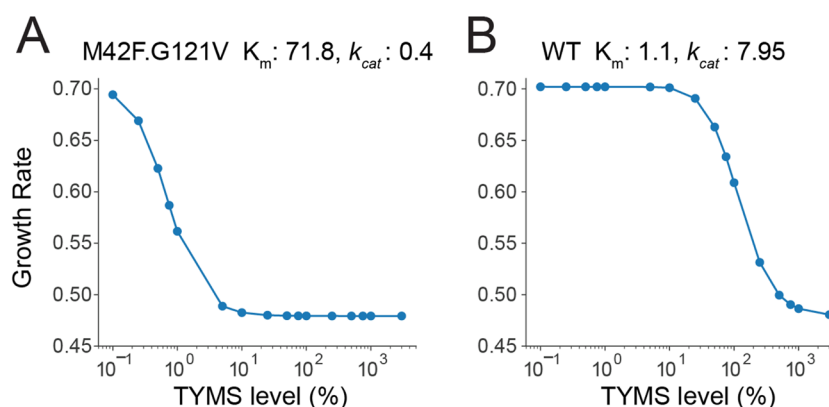 A
M42F.G121V Kₘ: 71.8, k_cat: 0.4
Growth Rate
0.70
0.65
0.60
0.55
0.50
0.45
10⁻¹ 10⁰ 10¹ 10² 10³
TYMS level (%)
B
WT Kₘ: 1.1, k_cat: 7.95
0.70
0.65
0.60
0.55
0.50
0.45
10⁻¹ 10⁰ 10¹ 10² 10³
TYMS level (%)